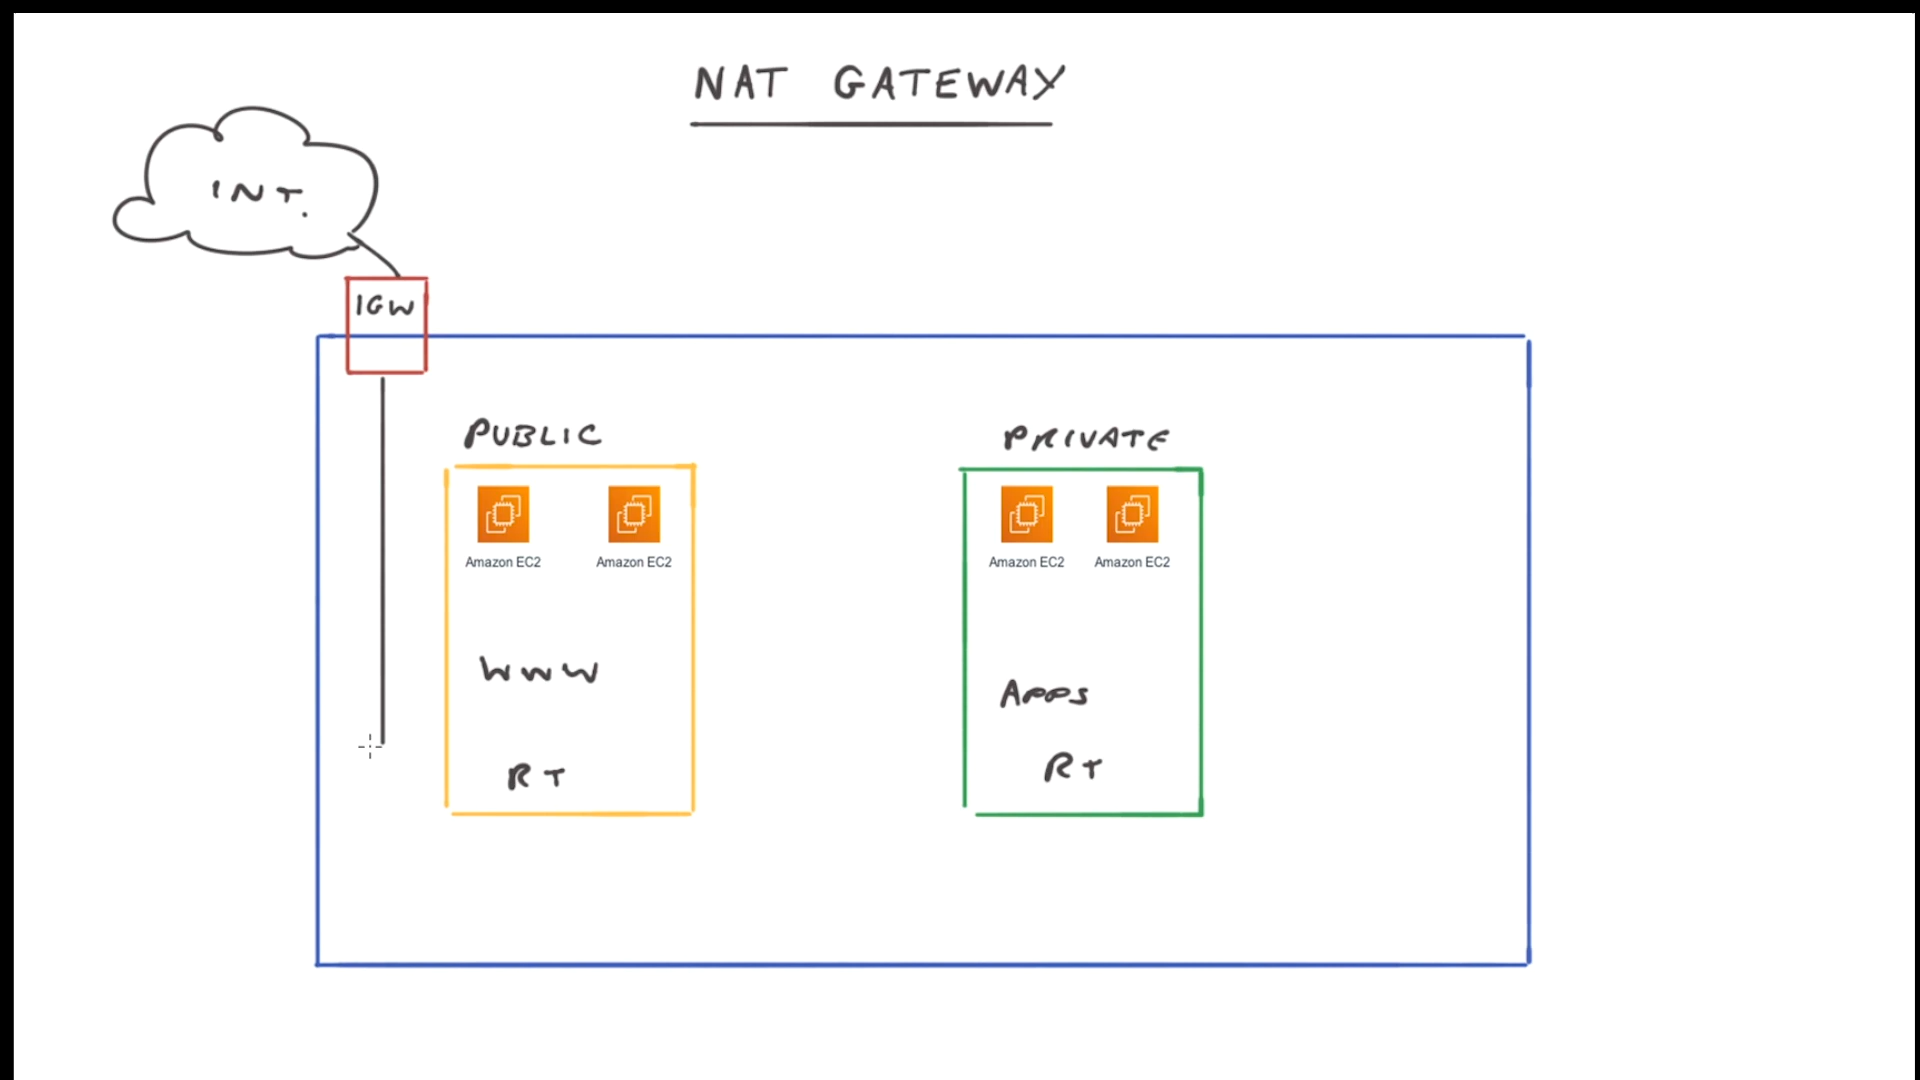 NAT GATEWAY
INT.
IGW
PUBLIC
PRIVATE
Amazon EC2
Amazon EC2
Amazon EC2
Amazon EC2
WWW
APPS
RT
RT